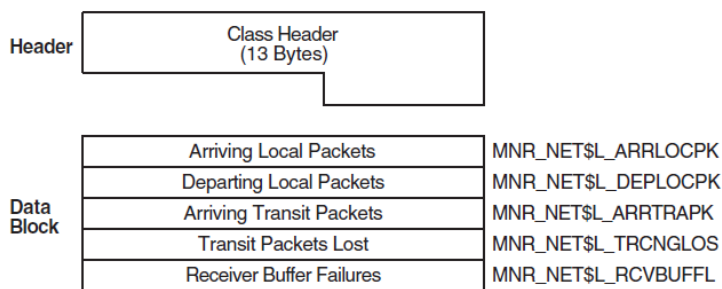 Header
Class Header
(13 Bytes)
Data
Block
Arriving Local Packets MNR_NET$L_ARRLOCPK
Departing Local Packets MNR_NET$L_DEPLOCPK
Arriving Transit Packets MNR_NET$L_ARRTRAPK
Transit Packets Lost MNR_NET$L_TRCNGLOS
Receiver Buffer Failures MNR_NET$L_RCVBUFFL